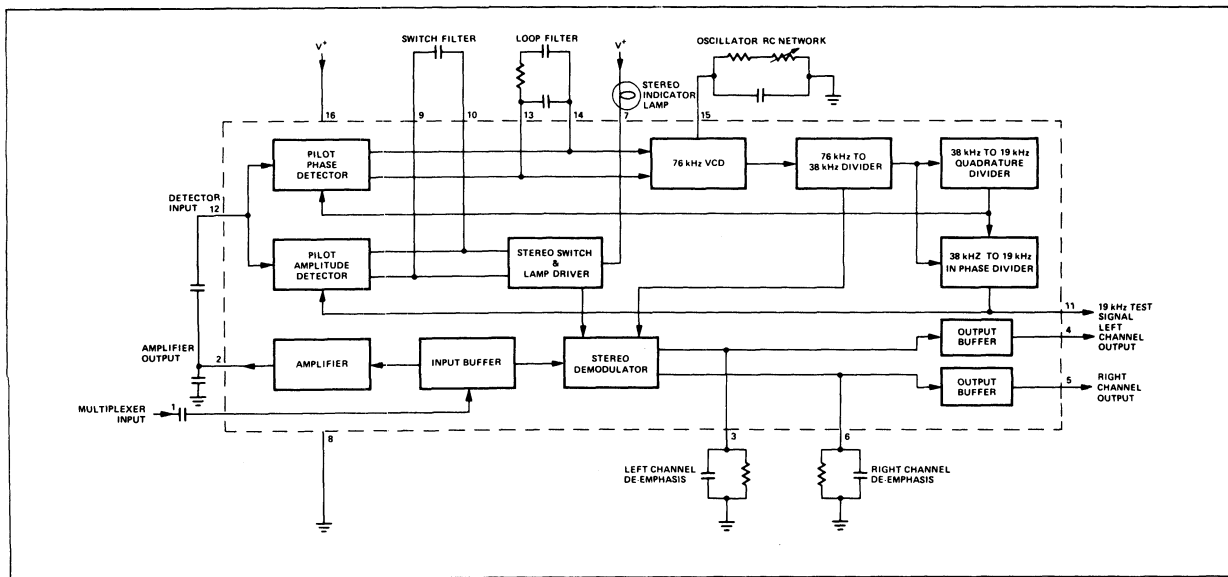 SWITCH FILTER
LOOP FILTER
OSCILLATOR RC NETWORK
V+
V+
STEREO
INDICATOR
LAMP
16
9
10
13
14
7
15
PILOT
PHASE
DETECTOR
76 kHz VCD
76 kHz TO
38 kHz DIVIDER
38 kHz TO 19 kHz
QUADRATURE
DIVIDER
DETECTOR
INPUT
12
PILOT
AMPLITUDE
DETECTOR
STEREO SWITCH
&
LAMP DRIVER
38 kHZ TO 19 kHz
IN PHASE DIVIDER
11
19 kHz TEST
SIGNAL
AMPLIFIER
OUTPUT
2
AMPLIFIER
INPUT BUFFER
STEREO
DEMODULATOR
OUTPUT
BUFFER
4
LEFT
CHANNEL
OUTPUT
OUTPUT
BUFFER
5
RIGHT
CHANNEL
OUTPUT
MULTIPLEXER
INPUT
1
8
3
6
LEFT CHANNEL
DE-EMPHASIS
RIGHT CHANNEL
DE-EMPHASIS